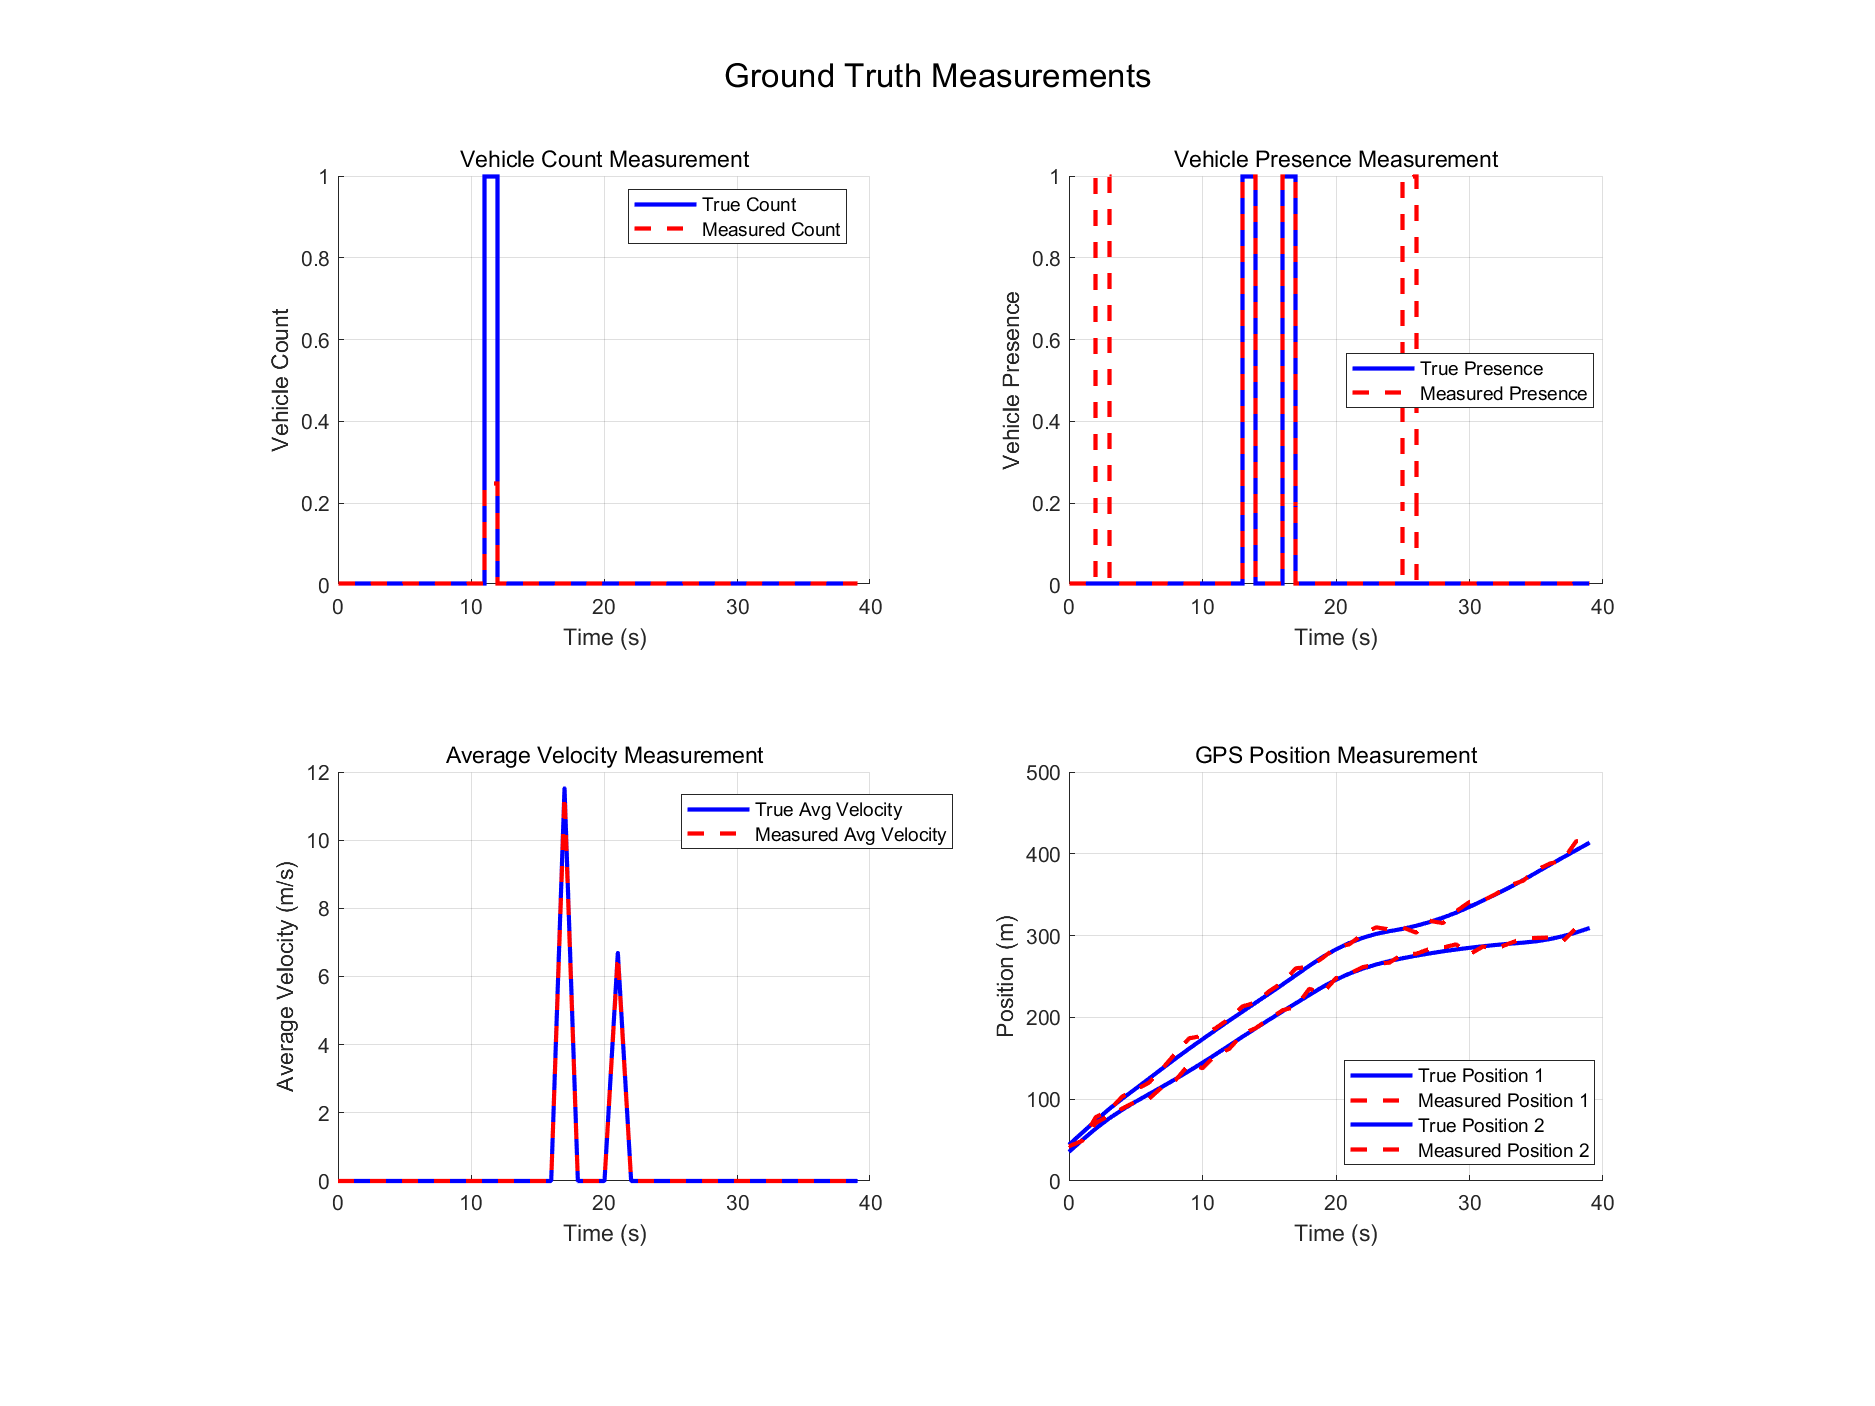 Ground Truth Measurements
Vehicle Count Measurement
1
0.8
0.6
0.4
0.2
0
Vehicle Count
True Count
Measured Count
0 10 20 30 40
Time (s)
Vehicle Presence Measurement
1
0.8
0.6
0.4
0.2
0
Vehicle Presence
True Presence
Measured Presence
0 10 20 30 40
Time (s)
Average Velocity Measurement
12
10
8
6
4
2
0
Average Velocity (m/s)
True Avg Velocity
Measured Avg Velocity
0 10 20 30 40
Time (s)
GPS Position Measurement
500
400
300
200
100
0
Position (m)
True Position 1
Measured Position 1
True Position 2
Measured Position 2
0 10 20 30 40
Time (s)